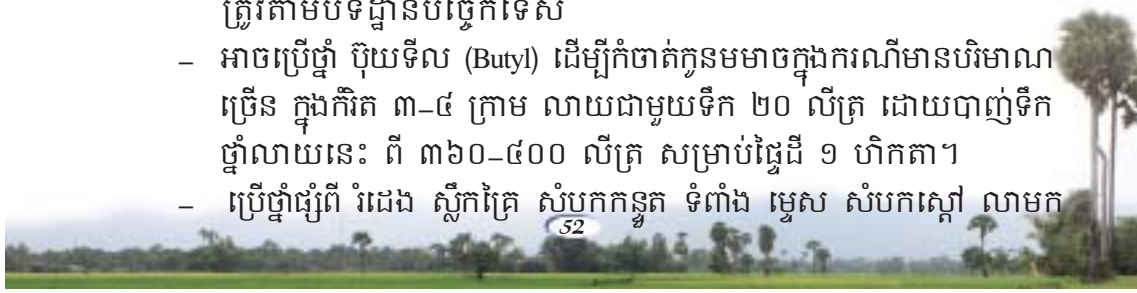 ត្រូវតាមបទដ្ឋានបច្ចេកទេស
– អាចប្រើថ្នាំ ប៊ុយទីល (Butyl) ដើម្បីកំចាត់កូនមមាចក្នុងករណីមានបរិមាណ
ច្រើន ក្នុងកំរិត ៣–៤ ក្រាម លាយជាមួយទឹក ២០ លីត្រ ដោយបាញ់ទឹក
ថ្នាំលាយនេះ ពី ៣៦០–៤០០ លីត្រ សម្រាប់ផ្ទៃដី ១ ហិកតា។
– ប្រើថ្នាំផ្សំពី រំដេង ស្លឹកគ្រៃ សំបកកន្ទួត ទំពាំង ម្ទេស សំបកស្តៅ លាមក
52